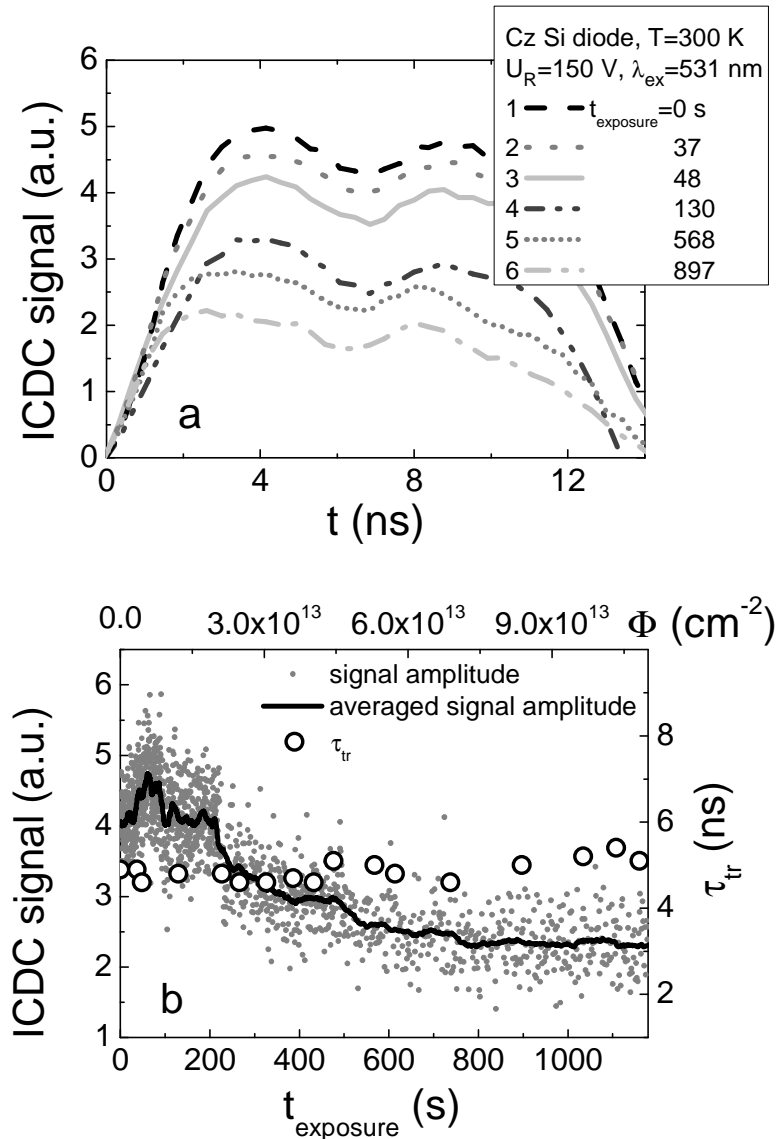 6
5
4
3
2
1
0
ICDC signal (a.u.)
Cz Si diode, T=300 K
U_R=150 V, λ_ex=531 nm
1 t_exposure=0 s
2 37
3 48
4 130
5 568
6 897
a
0 4 8 12
t (ns)
0.0 3.0x10^13 6.0x10^13 9.0x10^13 Φ (cm^-2)
6
5
4
3
2
1
ICDC signal (a.u.)
signal amplitude
averaged signal amplitude
τ_tr
b
8
6
4
2
τ_tr (ns)
0 200 400 600 800 1000
t_exposure (s)